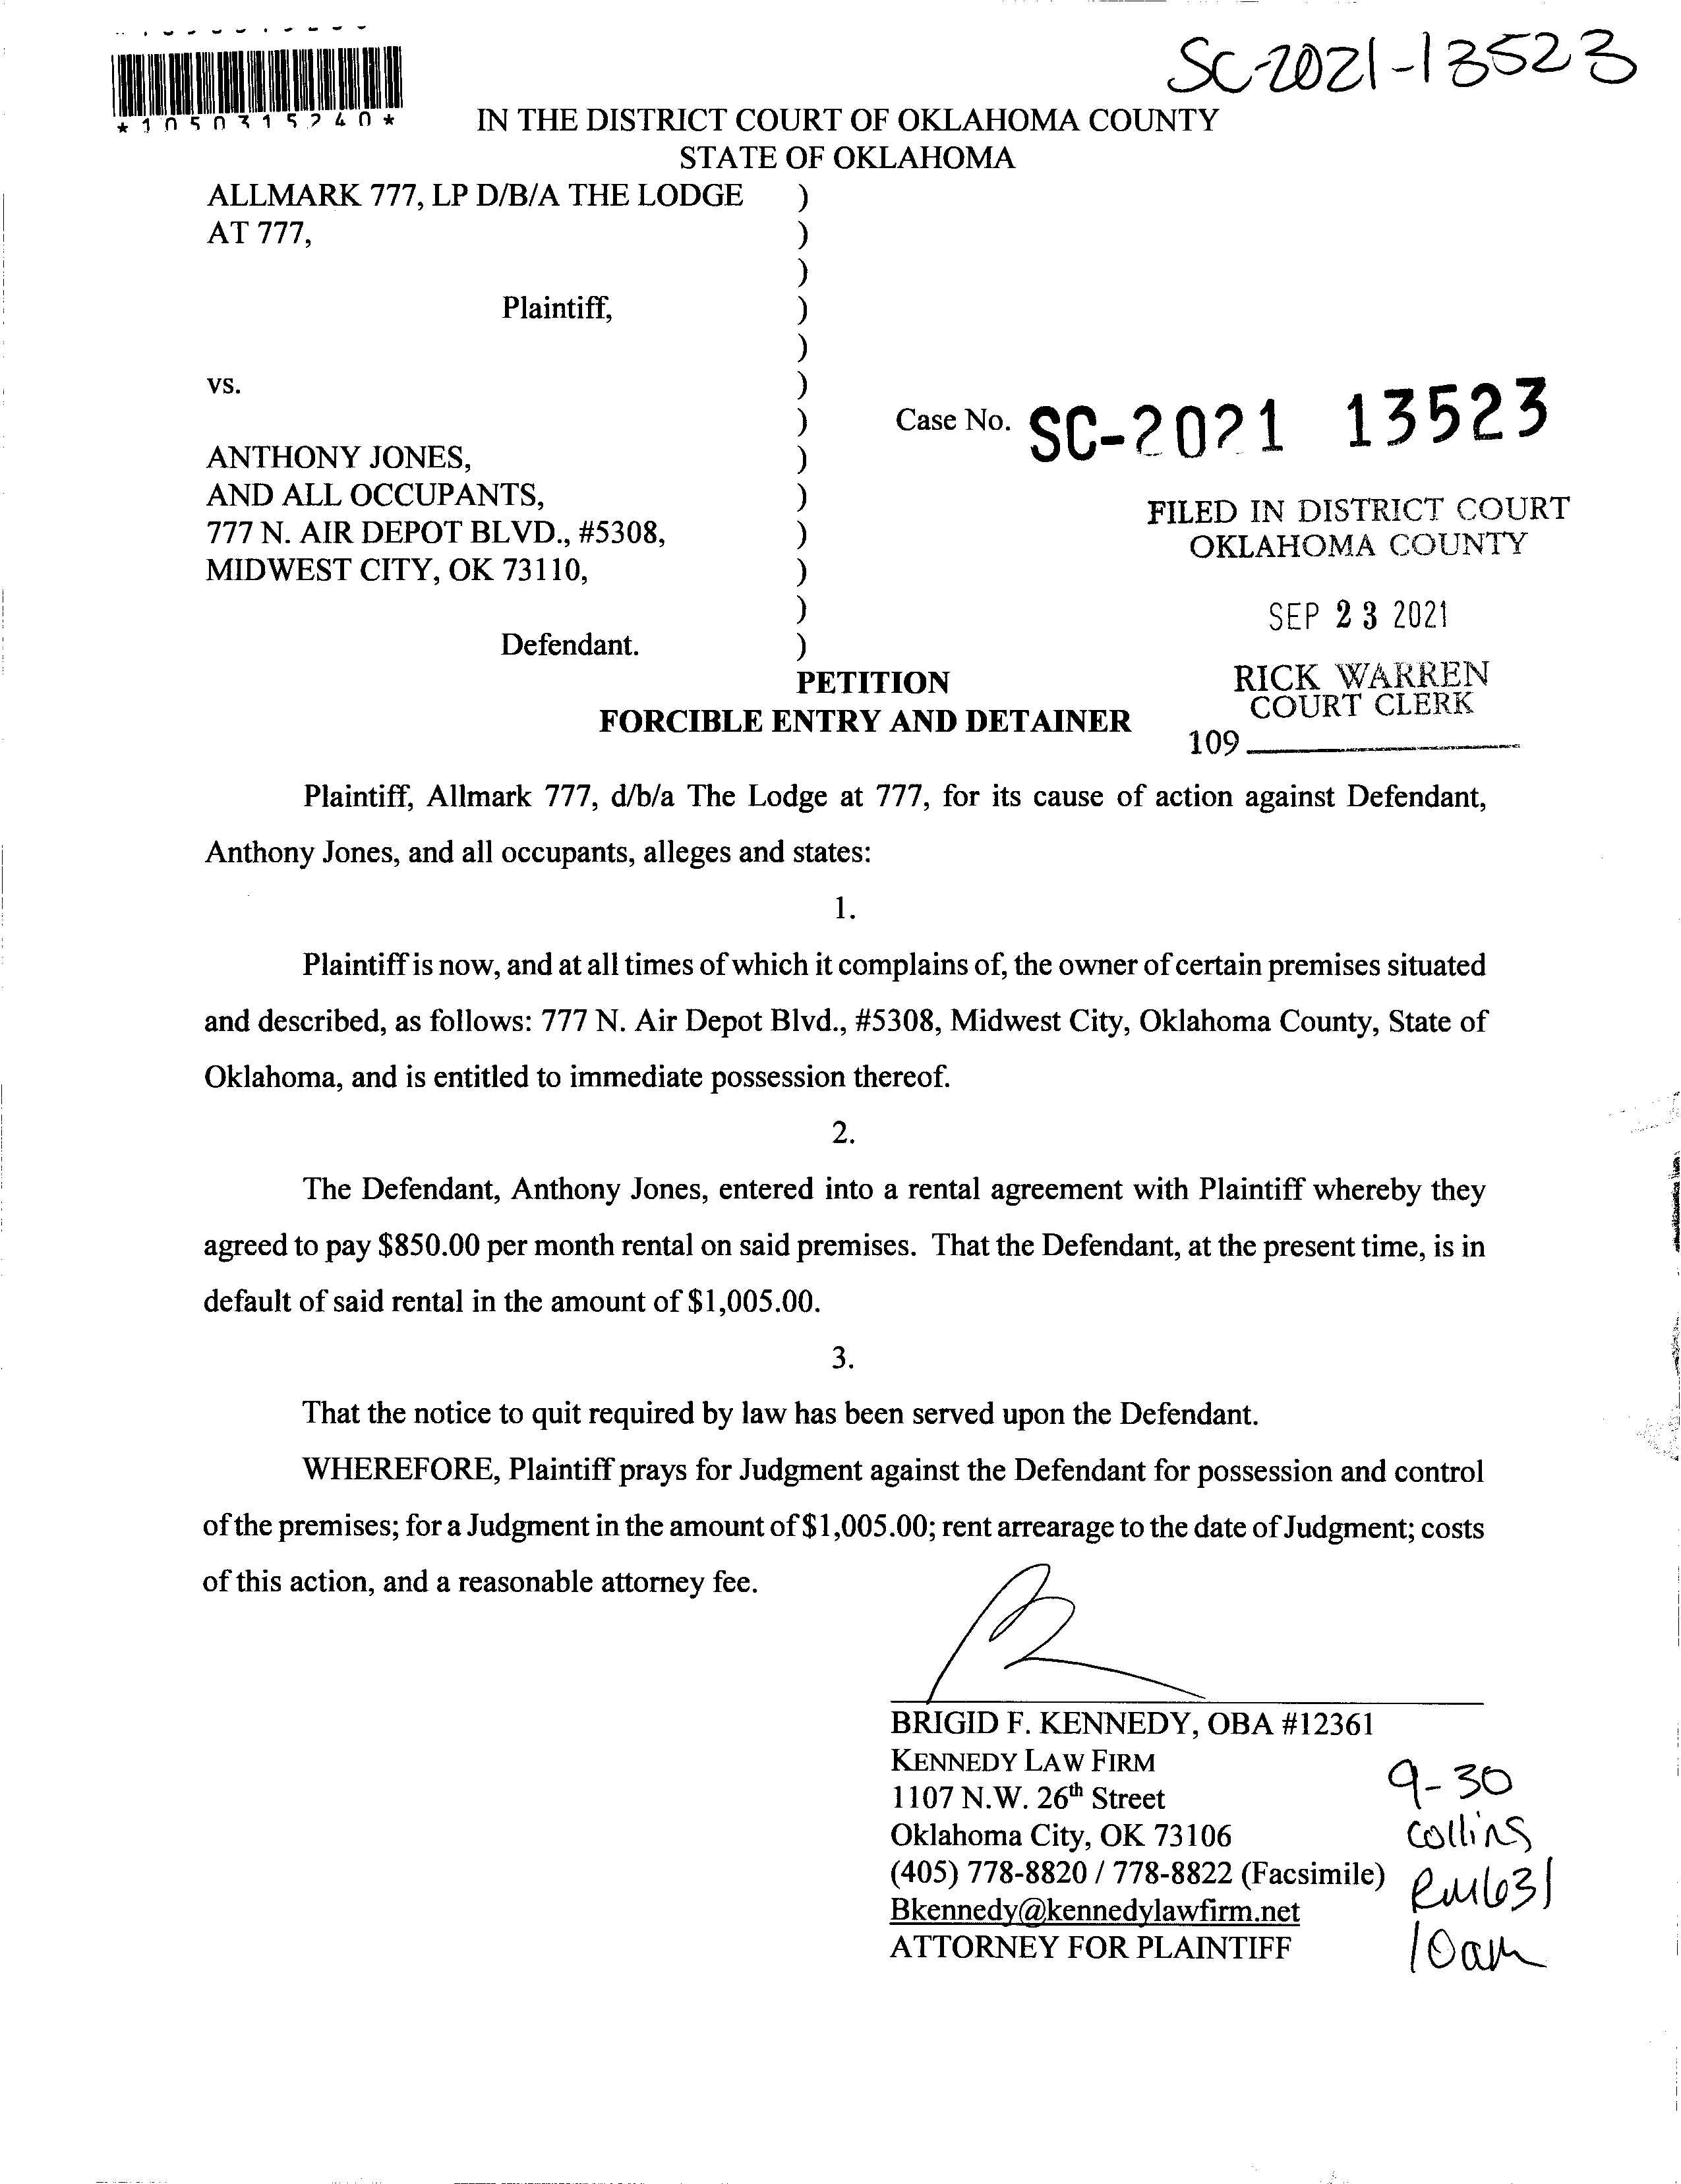 SC-2021-13523
*1050315240*
IN THE DISTRICT COURT OF OKLAHOMA COUNTY
STATE OF OKLAHOMA
ALLMARK 777, LP D/B/A THE LODGE )
AT 777, )
)
Plaintiff, )
)
vs. )
) Case No. SC-2021 13523
ANTHONY JONES, )
AND ALL OCCUPANTS, )
777 N. AIR DEPOT BLVD., #5308, )
MIDWEST CITY, OK 73110, )
)
Defendant. )
FILED IN DISTRICT COURT
OKLAHOMA COUNTY
SEP 23 2021
RICK WARREN
COURT CLERK
109
PETITION
FORCIBLE ENTRY AND DETAINER
Plaintiff, Allmark 777, d/b/a The Lodge at 777, for its cause of action against Defendant,
Anthony Jones, and all occupants, alleges and states:
1.
Plaintiff is now, and at all times of which it complains of, the owner of certain premises situated
and described, as follows: 777 N. Air Depot Blvd., #5308, Midwest City, Oklahoma County, State of
Oklahoma, and is entitled to immediate possession thereof.
2.
The Defendant, Anthony Jones, entered into a rental agreement with Plaintiff whereby they
agreed to pay $850.00 per month rental on said premises. That the Defendant, at the present time, is in
default of said rental in the amount of $1,005.00.
3.
That the notice to quit required by law has been served upon the Defendant.
WHEREFORE, Plaintiff prays for Judgment against the Defendant for possession and control
of the premises; for a Judgment in the amount of $1,005.00; rent arrearage to the date of Judgment; costs
of this action, and a reasonable attorney fee.
BRIGID F. KENNEDY, OBA #12361
KENNEDY LAW FIRM
1107 N.W. 26th Street
Oklahoma City, OK 73106
(405) 778-8820 / 778-8822 (Facsimile)
Bkennedy@kennedylawfirm.net
ATTORNEY FOR PLAINTIFF
9-30
Collins
Rm631
10am